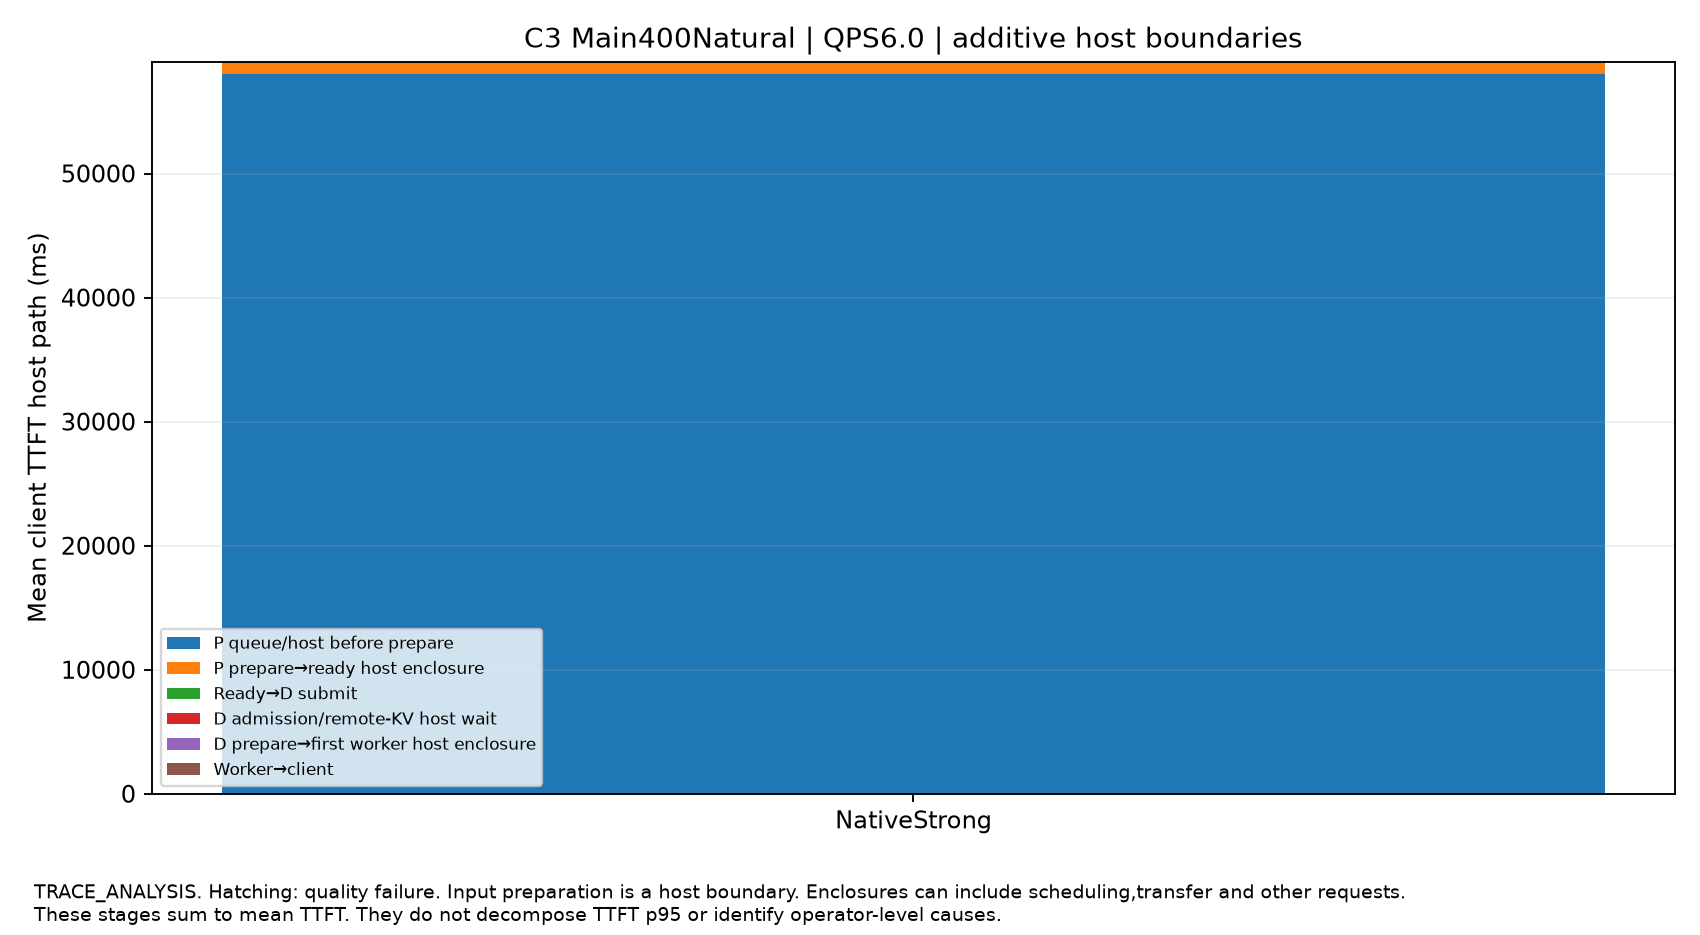 C3 Main400Natural | QPS6.0 | additive host boundaries
Mean client TTFT host path (ms)
50000
40000
30000
20000
10000
0
P queue/host before prepare
P prepare→ready host enclosure
Ready→D submit
D admission/remote-KV host wait
D prepare→first worker host enclosure
Worker→client
NativeStrong
TRACE_ANALYSIS. Hatching: quality failure. Input preparation is a host boundary. Enclosures can include scheduling,transfer and other requests.
These stages sum to mean TTFT. They do not decompose TTFT p95 or identify operator-level causes.